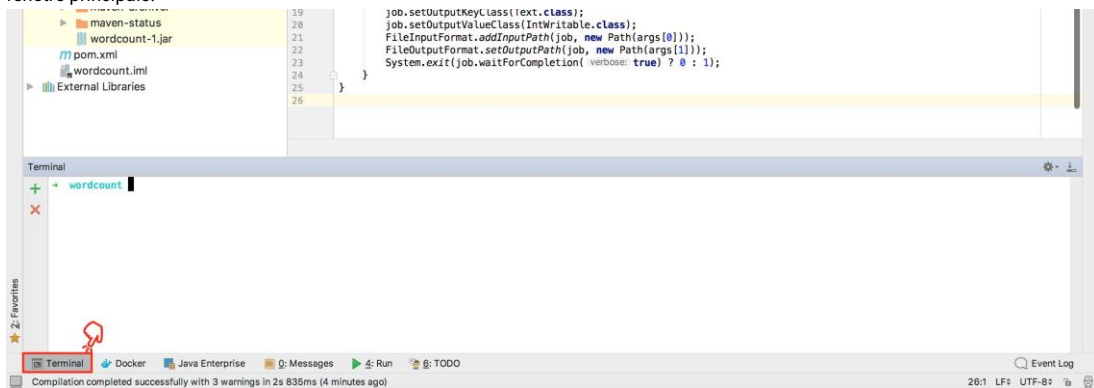 fenêtre principale.
maven-archiver
maven-status
wordcount-1.jar
pom.xml
wordcount.iml
External Libraries
19 job.setOutputKeyClass(Text.class);
20 job.setOutputValueClass(IntWritable.class);
21 FileInputFormat.addInputPath(job, new Path(args[0]));
22 FileOutputFormat.setOutputPath(job, new Path(args[1]));
23 System.exit(job.waitForCompletion( verbose: true) ? 0 : 1);
24 }
25 }
26
Terminal
→ wordcount
2: Favorites
Terminal Docker Java Enterprise 0: Messages 4: Run 6: TODO Event Log
Compilation completed successfully with 3 warnings in 2s 835ms (4 minutes ago) 26:1 LF÷ UTF-8÷